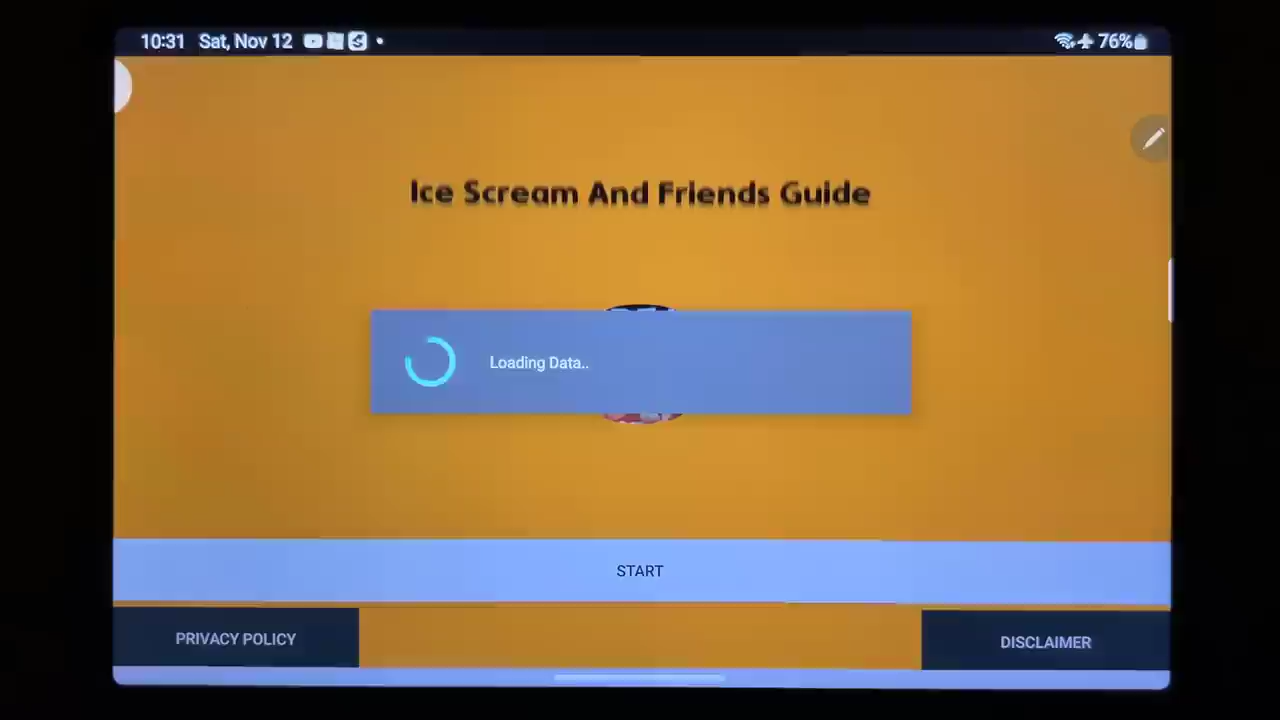 10:31 Sat, Nov 12 76%
Ice Scream And Friends Guide
Loading Data..
START
PRIVACY POLICY
DISCLAIMER